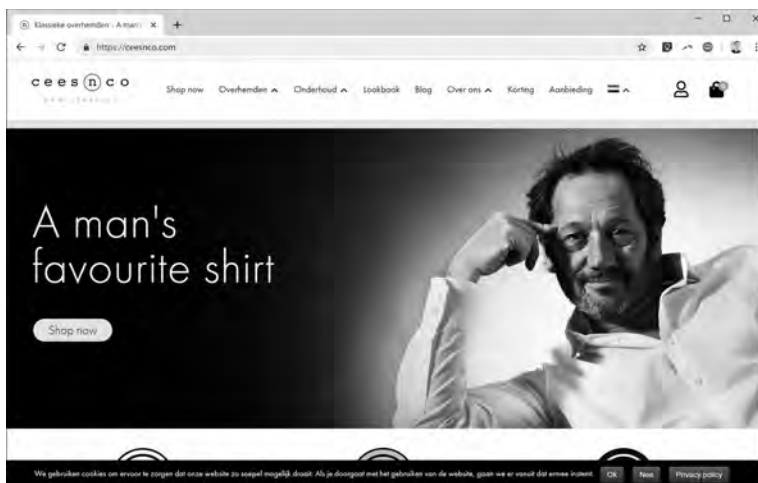 Klassieke overhemden - A man
https://ceesnco.com
cees n co
Shop now Overhemden Onderhoud Lookbook Blog Over ons Korting Aanbieding
A man's
favourite shirt
Shop now
We gebruiken cookies om ervoor te zorgen dat onze website zo soepel mogelijk draait. Als je doorgaat met het gebruiken van de website, gaan we er vanuit dat ermee instemt. Ok Nee Privacy policy